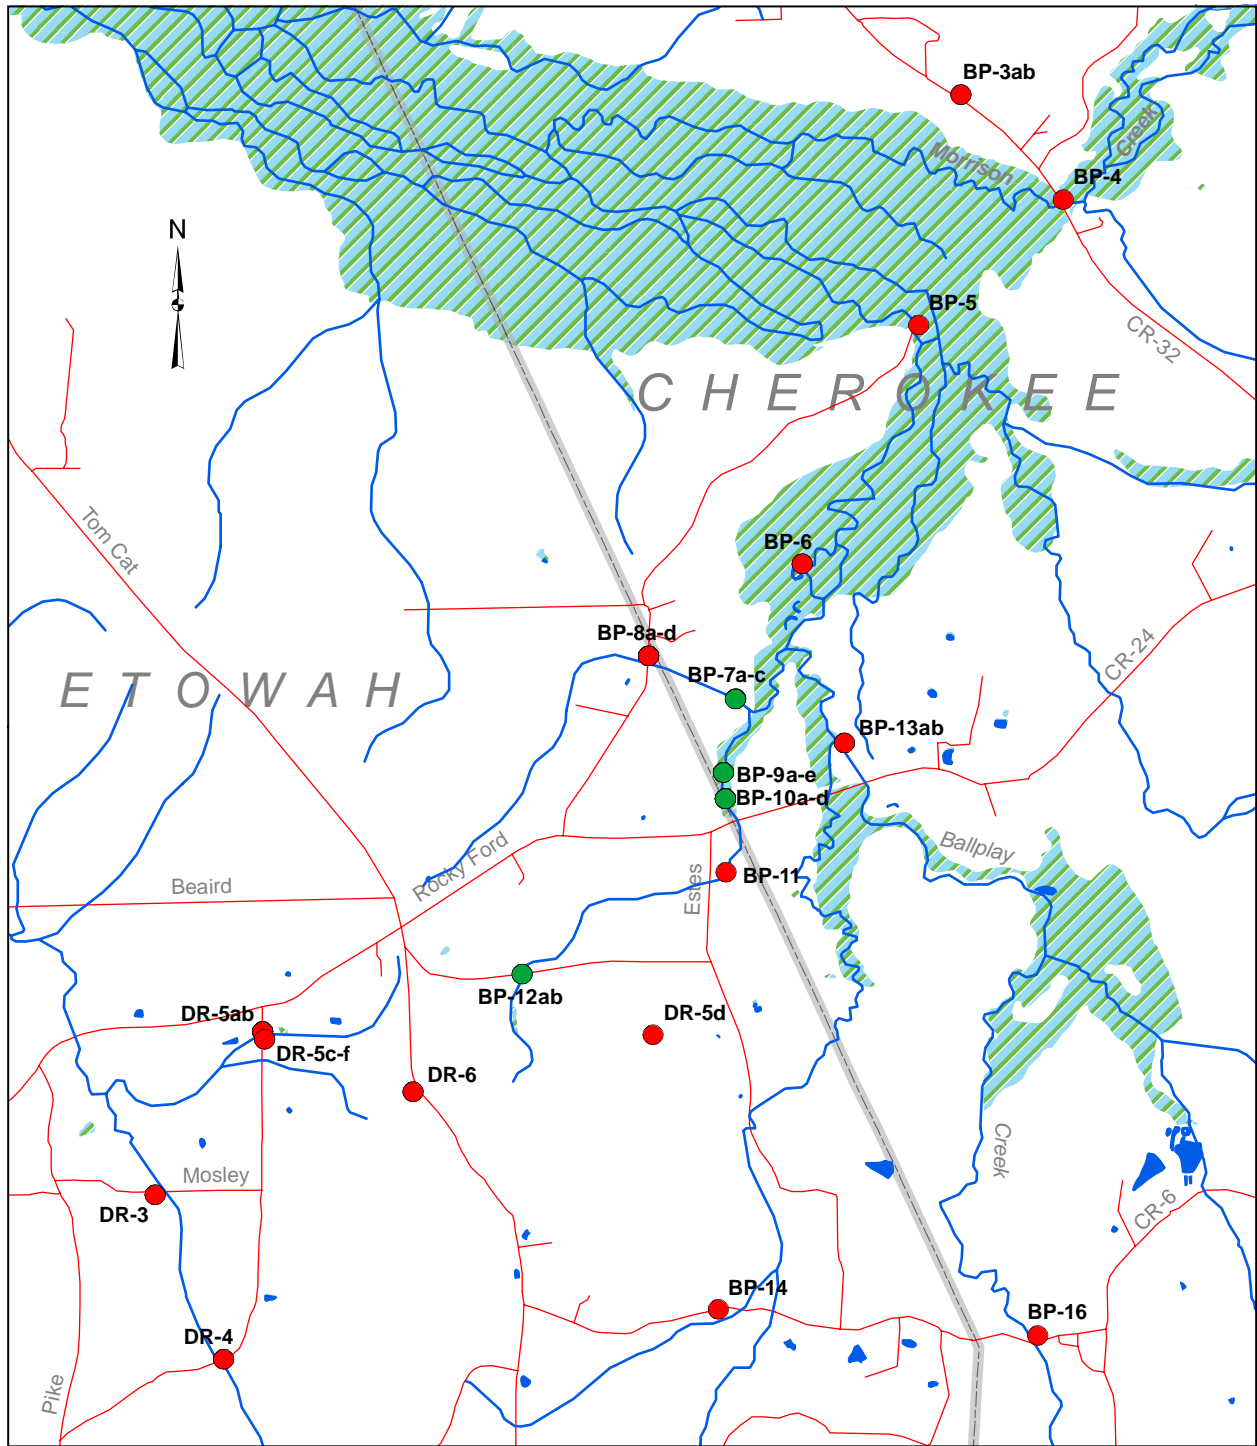 BP-3ab
Creek
Morrison
BP-4
N
BP-5
CR-32
CHEROKEE
Tom Cat
BP-6
BP-8a-d
CR-24
BP-7a-c
ETOWAH
BP-13ab
BP-9a-e
BP-10a-d
Ballplay
Rocky Ford
BP-11
Beaird
Estes
BP-12ab
DR-5ab
DR-5d
DR-5c-f
DR-6
Creek
Mosley
DR-3
CR-6
BP-14
BP-16
DR-4
Pike